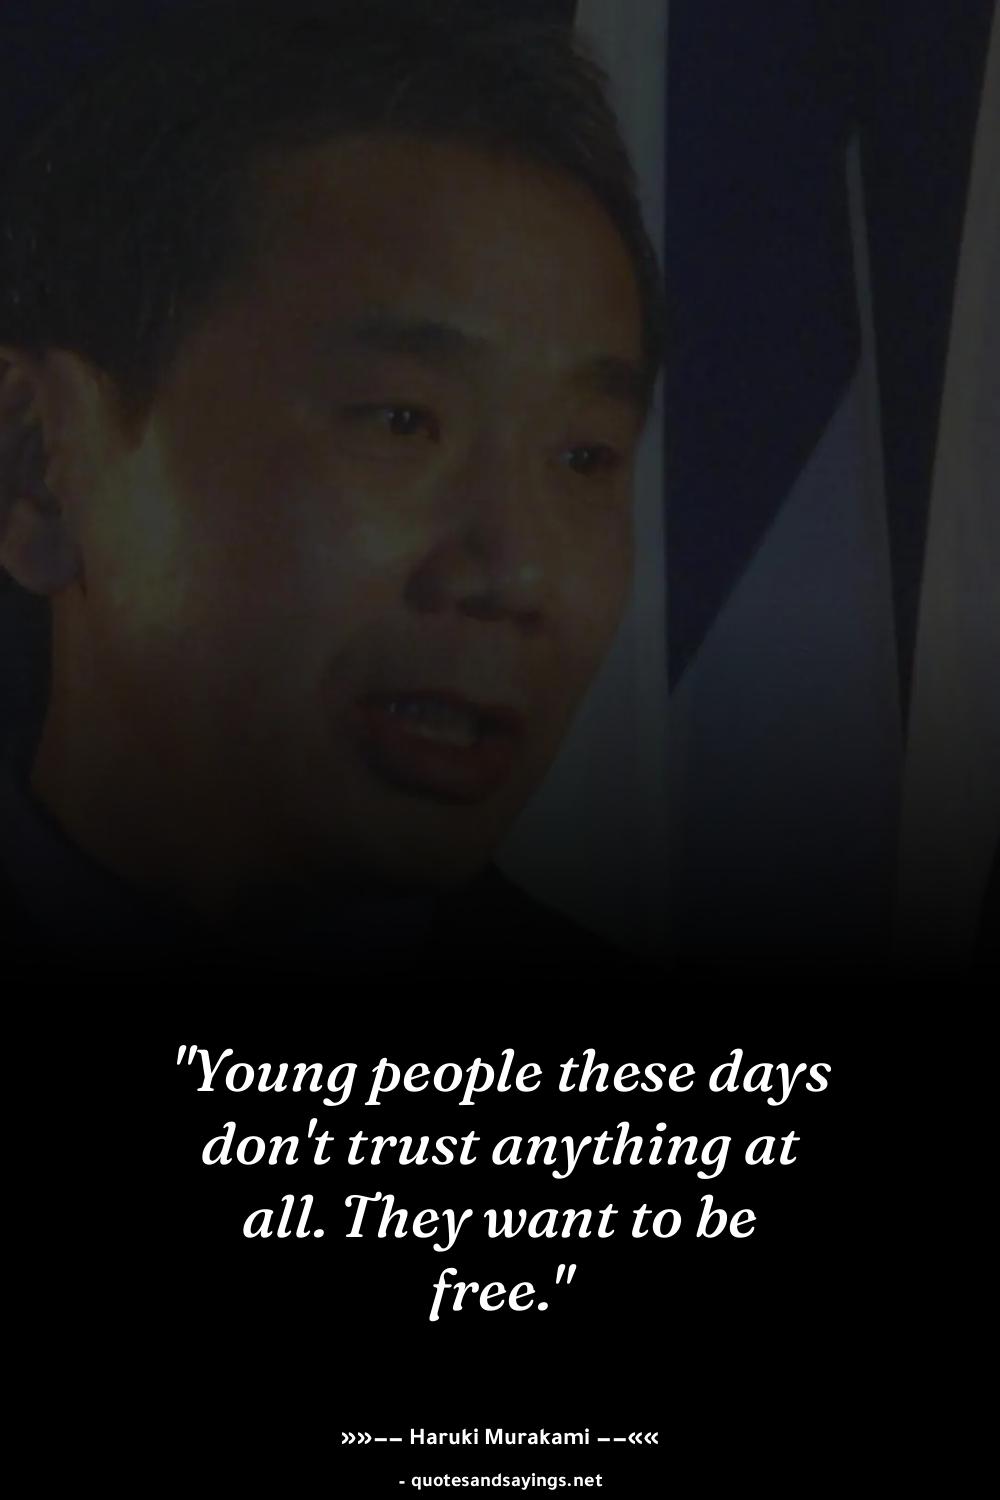 "Young people these days
don't trust anything at
all. They want to be
free."
»»−− Haruki Murakami −−««
- quotesandsayings.net